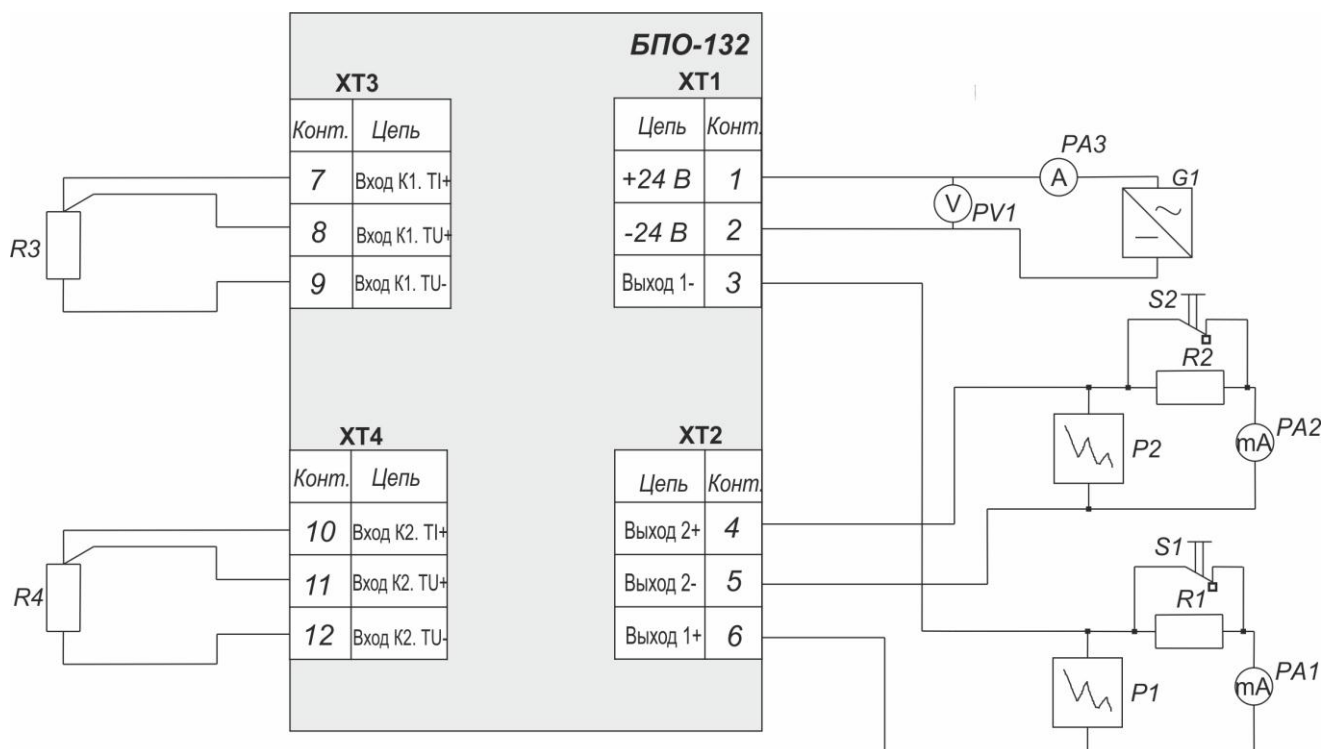 БПО-132
XT3
Конт. Цепь
7 Вход К1. TI+
8 Вход К1. TU+
9 Вход К1. TU-
R3
XT1
Цепь Конт.
+24 В 1
-24 В 2
Выход 1- 3
PA3
A
G1
V
PV1
S2
R2
P2
mA
PA2
XT4
Конт. Цепь
10 Вход К2. TI+
11 Вход К2. TU+
12 Вход К2. TU-
R4
XT2
Цепь Конт.
Выход 2+ 4
Выход 2- 5
Выход 1+ 6
S1
R1
P1
mA
PA1